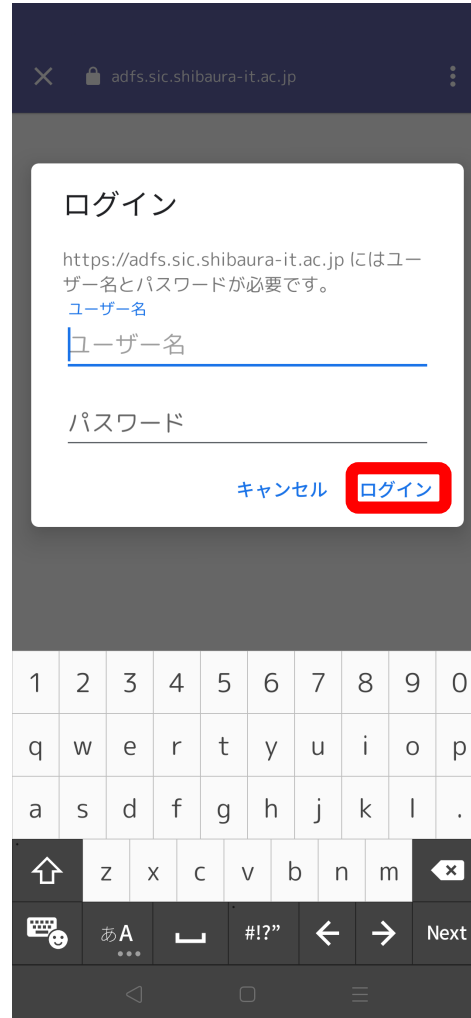 adfs.sic.shibaura-it.ac.jp
ログイン
https://adfs.sic.shibaura-it.ac.jp にはユー
ザー名とパスワードが必要です。
ユーザー名
ユーザー名
パスワード
キャンセル ログイン
1 2 3 4 5 6 7 8 9 0
q w e r t y u i o p
a s d f g h j k l .
z x c v b n m
あA #!?” Next